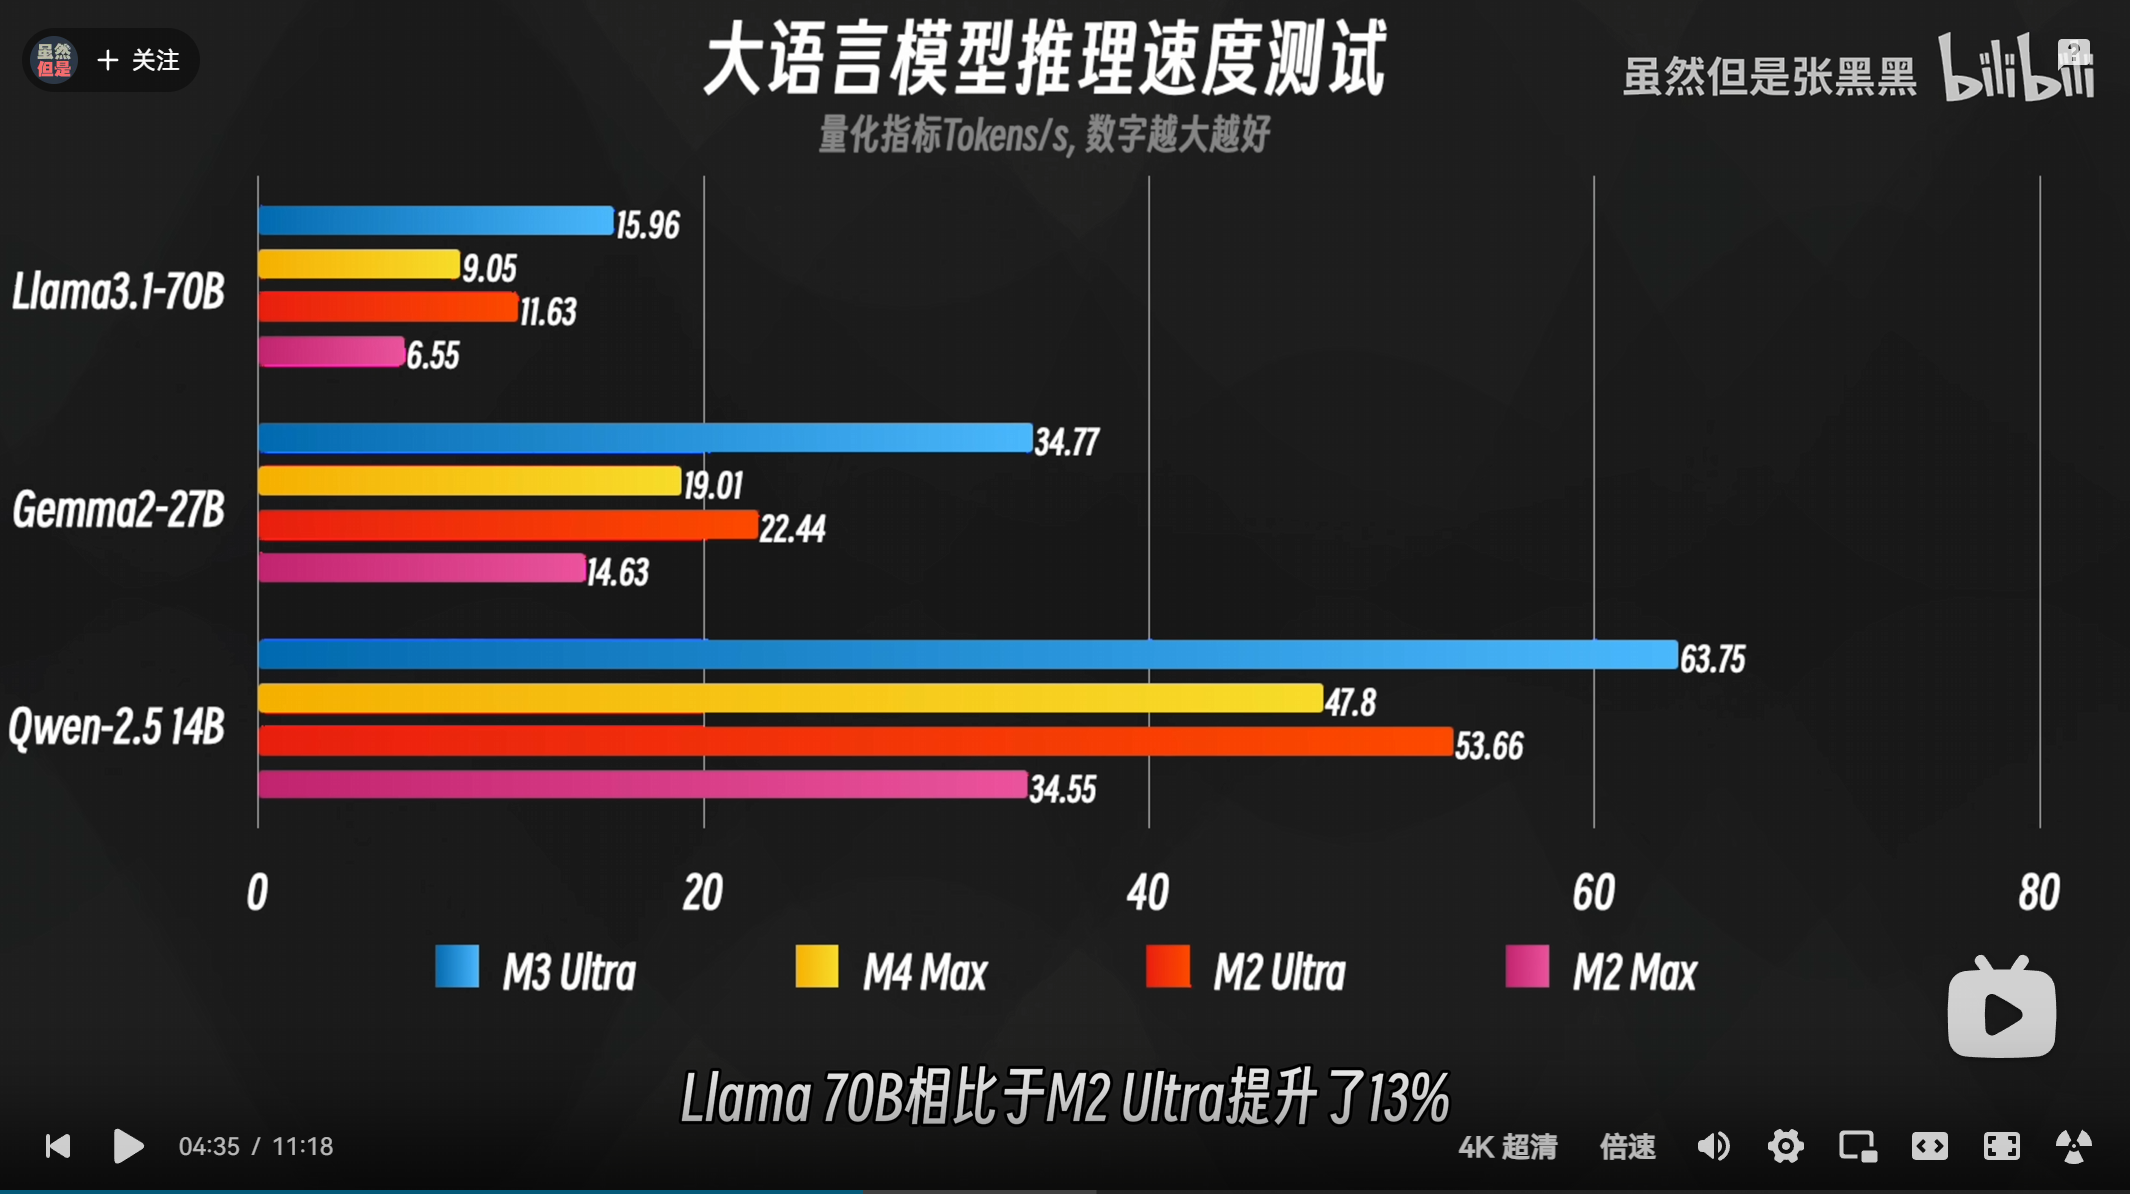 虽然
但是
+ 关注
大语言模型推理速度测试
虽然但是张黑黑 bilibili
量化指标Tokens/s, 数字越大越好
15.96
9.05
Llama3.1-70B
11.63
6.55
34.77
19.01
Gemma2-27B
22.44
14.63
63.75
47.8
Qwen-2.5 14B
53.66
34.55
0 20 40 60 80
M3 Ultra M4 Max M2 Ultra M2 Max
Llama 70B相比于M2 Ultra提升了13%
04:35 / 11:18 4K 超清 倍速